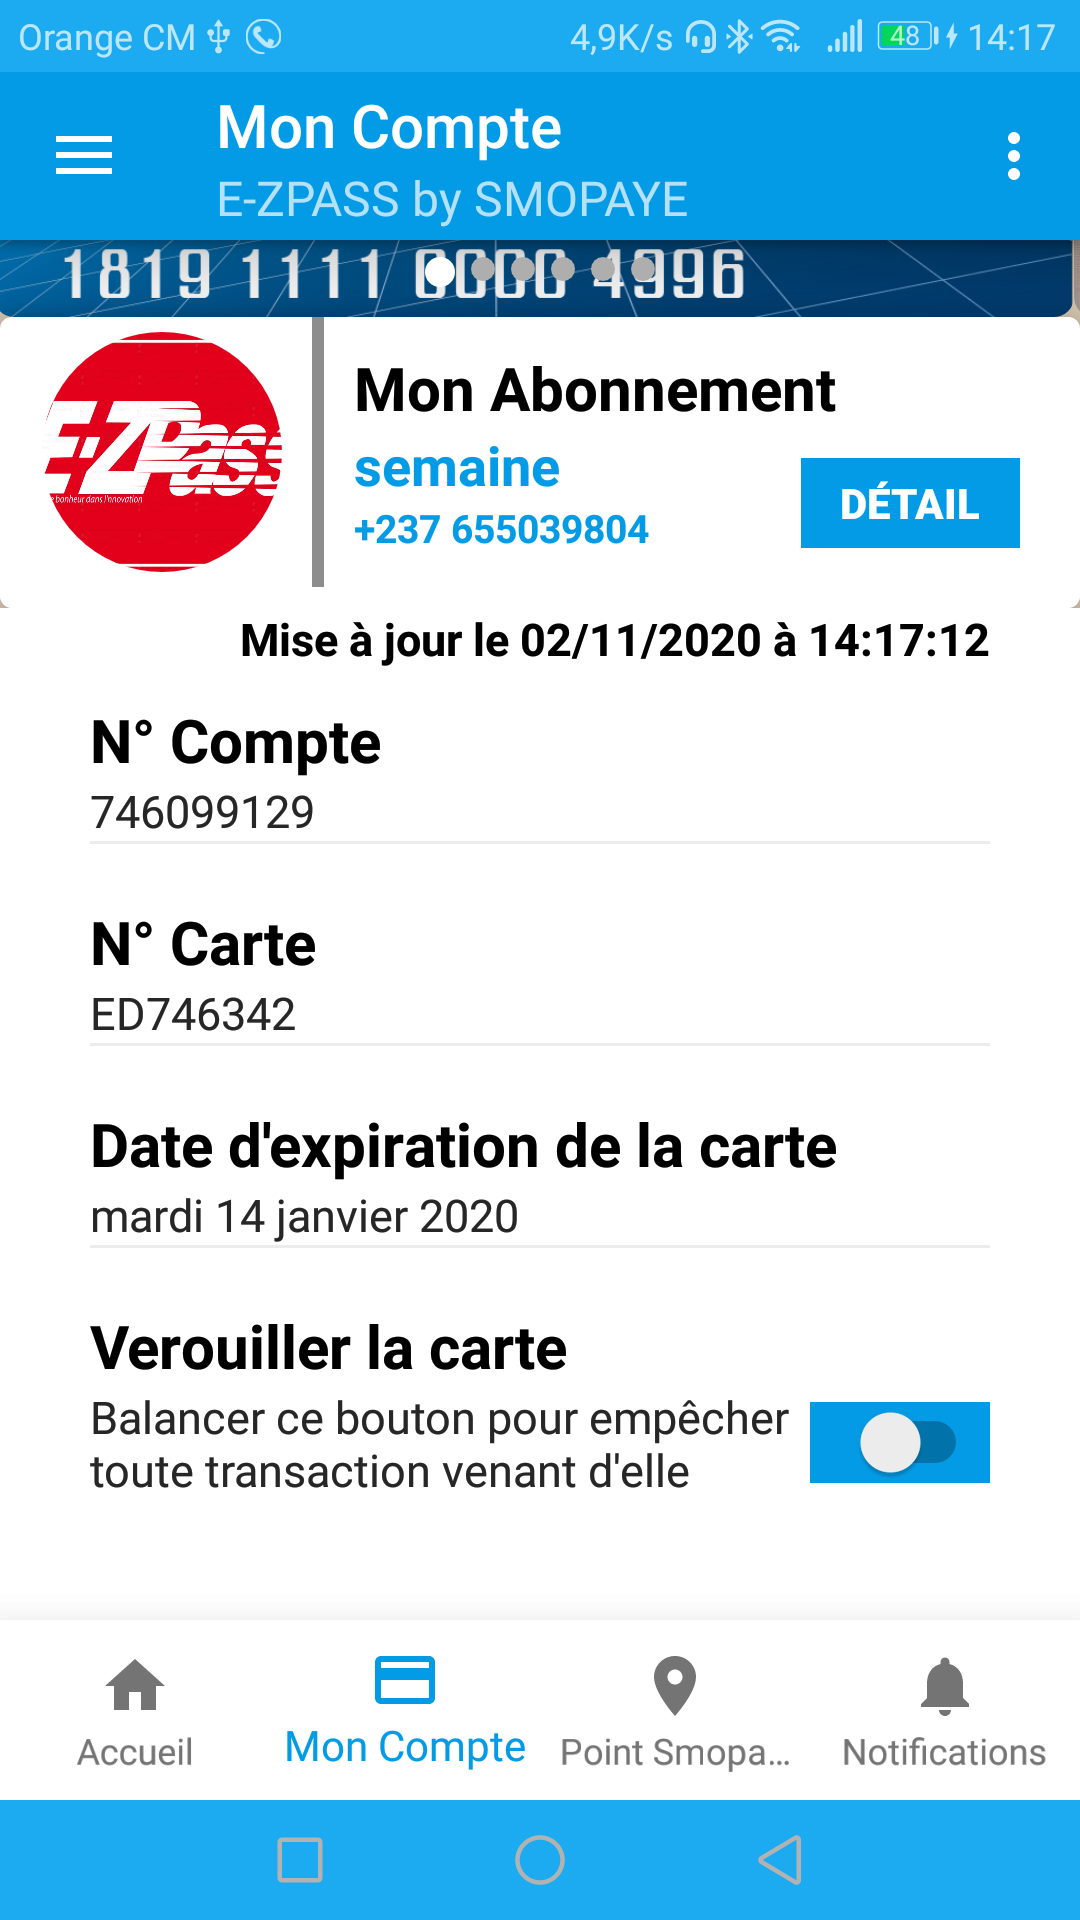 Orange CM 4,9K/s 48 14:17
Mon Compte
E-ZPASS by SMOPAYE
1819 1111 4996
E-ZPass
bonheur dans l'innovation
Mon Abonnement
semaine
+237 655039804
DÉTAIL
Mise à jour le 02/11/2020 à 14:17:12
N° Compte
746099129
N° Carte
ED746342
Date d'expiration de la carte
mardi 14 janvier 2020
Verouiller la carte
Balancer ce bouton pour empêcher
toute transaction venant d'elle
Accueil Mon Compte Point Smopa... Notifications